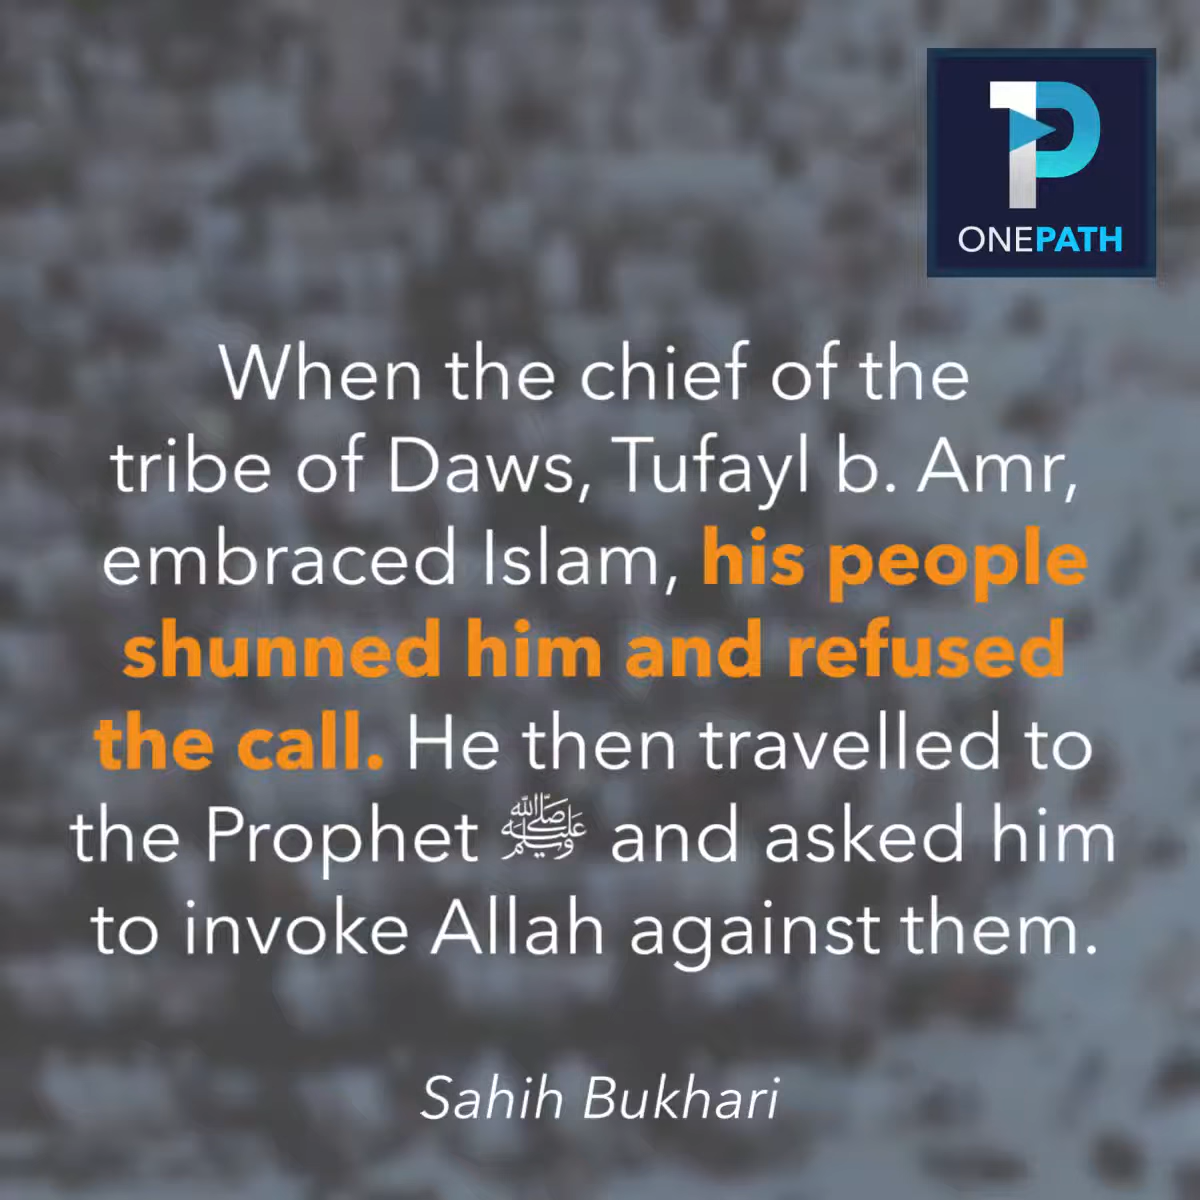 1P
ONEPATH
When the chief of the
tribe of Daws, Tufayl b. Amr,
embraced Islam, his people
shunned him and refused
the call. He then travelled to
the Prophet ﷺ and asked him
to invoke Allah against them.
Sahih Bukhari